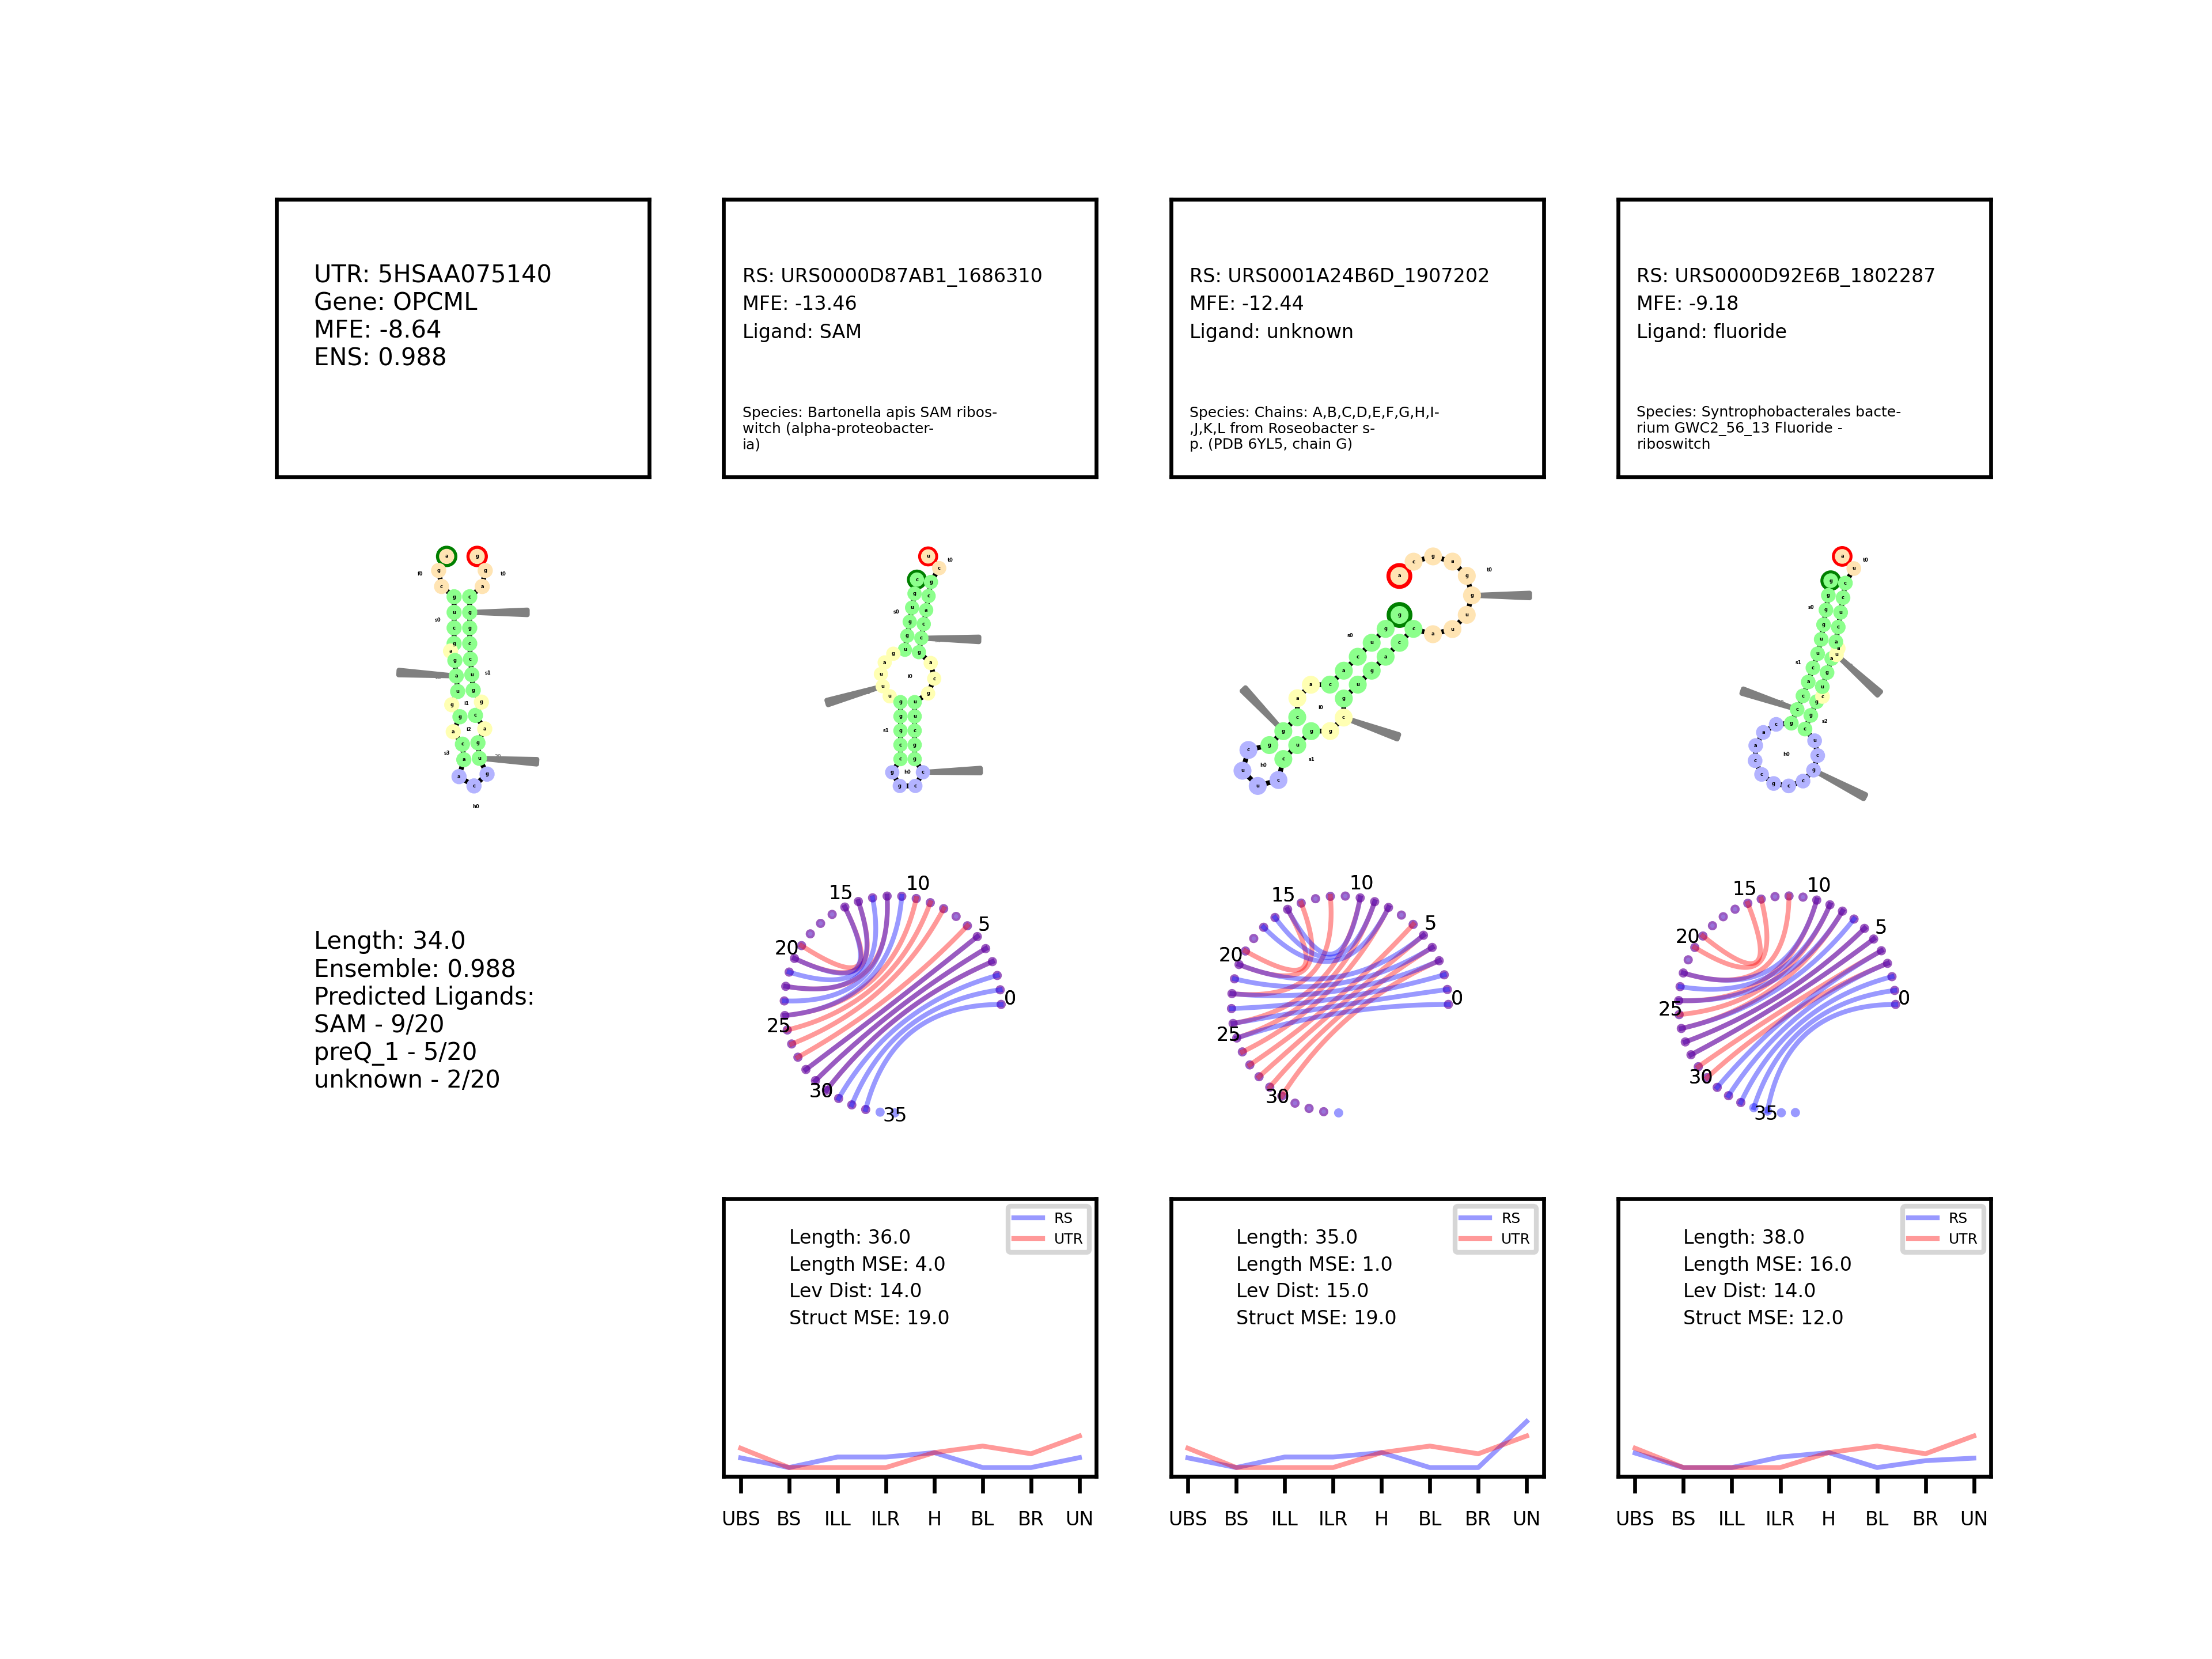 UTR: 5HSAA075140
Gene: OPCML
MFE: -8.64
ENS: 0.988
RS: URS0000D87AB1_1686310
MFE: -13.46
Ligand: SAM
Species: Bartonella apis SAM ribos-
witch (alpha-proteobacter-
ia)
RS: URS0001A24B6D_1907202
MFE: -12.44
Ligand: unknown
Species: Chains: A,B,C,D,E,F,G,H,I-
,J,K,L from Roseobacter s-
p. (PDB 6YL5, chain G)
RS: URS0000D92E6B_1802287
MFE: -9.18
Ligand: fluoride
Species: Syntrophobacterales bacte-
rium GWC2_56_13 Fluoride -
riboswitch
Length: 34.0
Ensemble: 0.988
Predicted Ligands:
SAM - 9/20
preQ_1 - 5/20
unknown - 2/20
0
5
10
15
20
25
30
35
0
5
10
15
20
25
30
0
5
10
15
20
25
30
35
RS
UTR
Length: 36.0
Length MSE: 4.0
Lev Dist: 14.0
Struct MSE: 19.0
UBS BS ILL ILR H BL BR UN
RS
UTR
Length: 35.0
Length MSE: 1.0
Lev Dist: 15.0
Struct MSE: 19.0
UBS BS ILL ILR H BL BR UN
RS
UTR
Length: 38.0
Length MSE: 16.0
Lev Dist: 14.0
Struct MSE: 12.0
UBS BS ILL ILR H BL BR UN